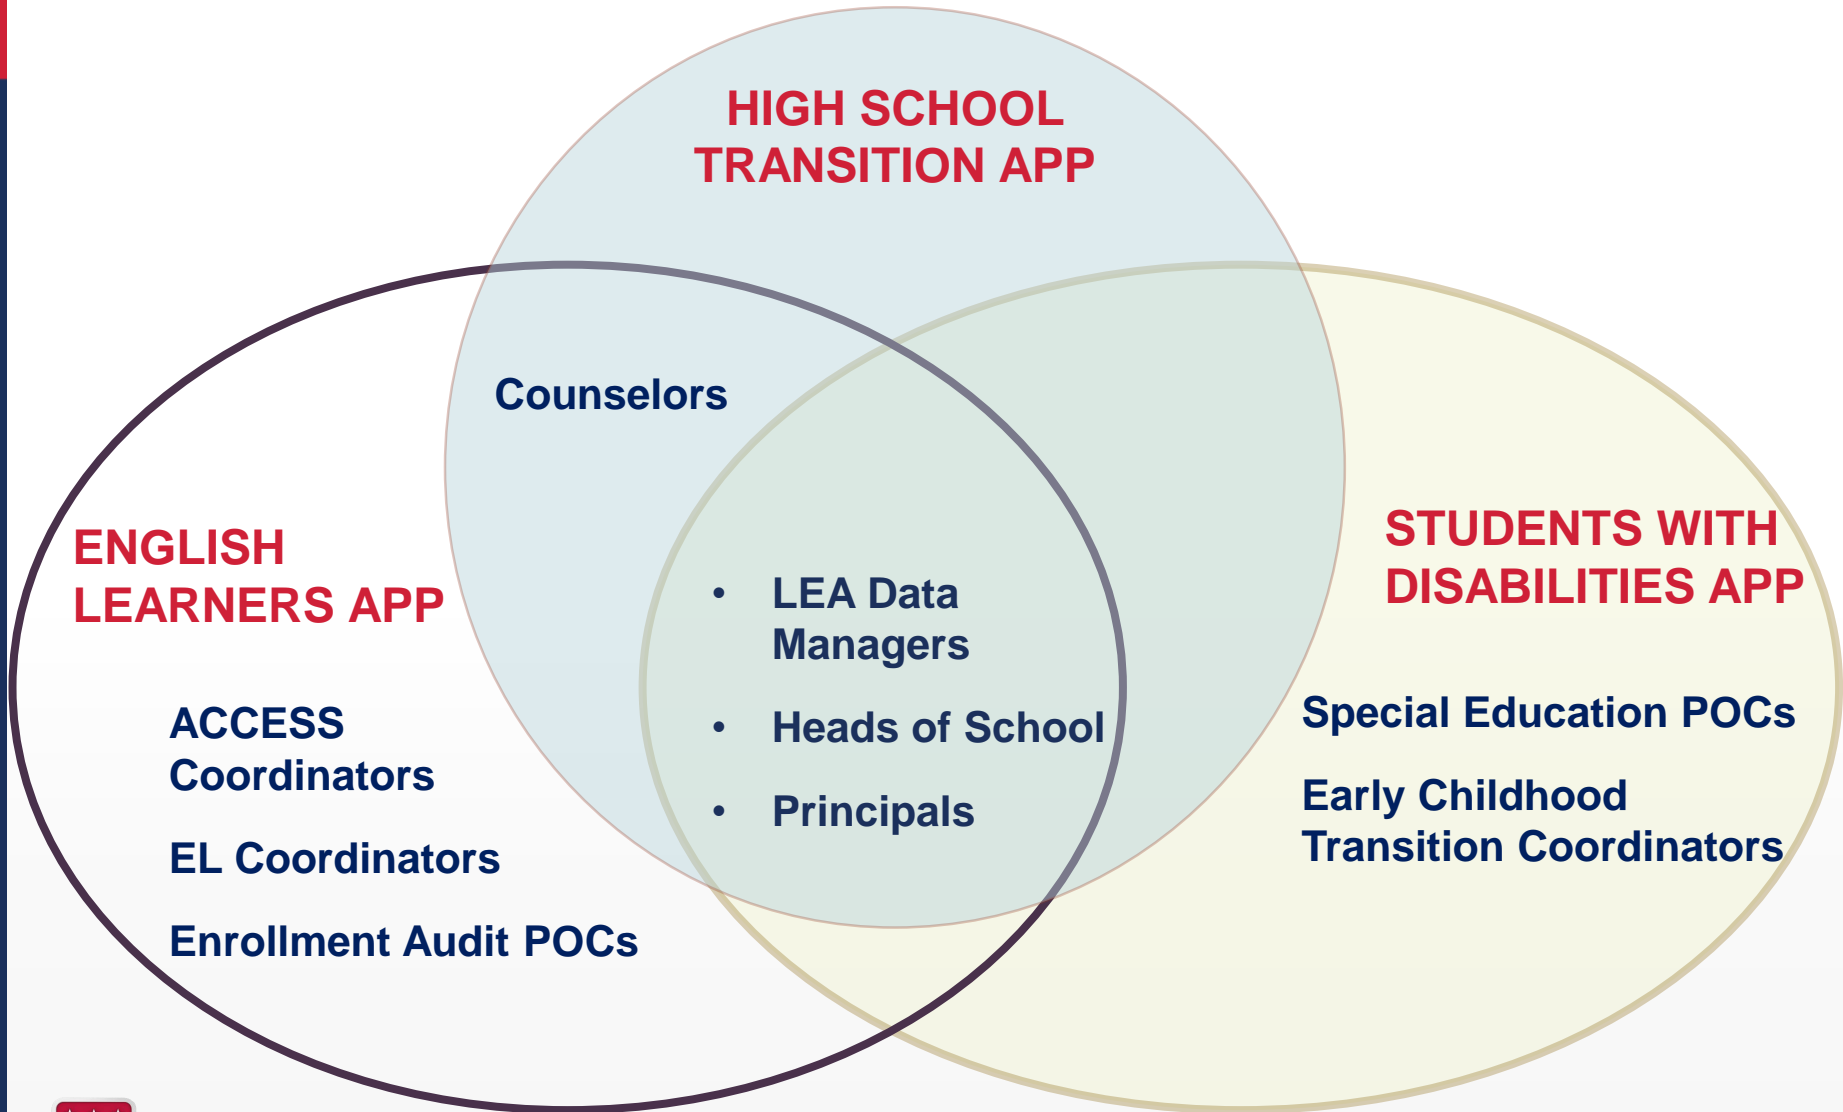 HIGH SCHOOL
TRANSITION APP
Counselors
ENGLISH
LEARNERS APP
ACCESS
Coordinators
EL Coordinators
Enrollment Audit POCs
• LEA Data
Managers
• Heads of School
• Principals
STUDENTS WITH
DISABILITIES APP
Special Education POCs
Early Childhood
Transition Coordinators